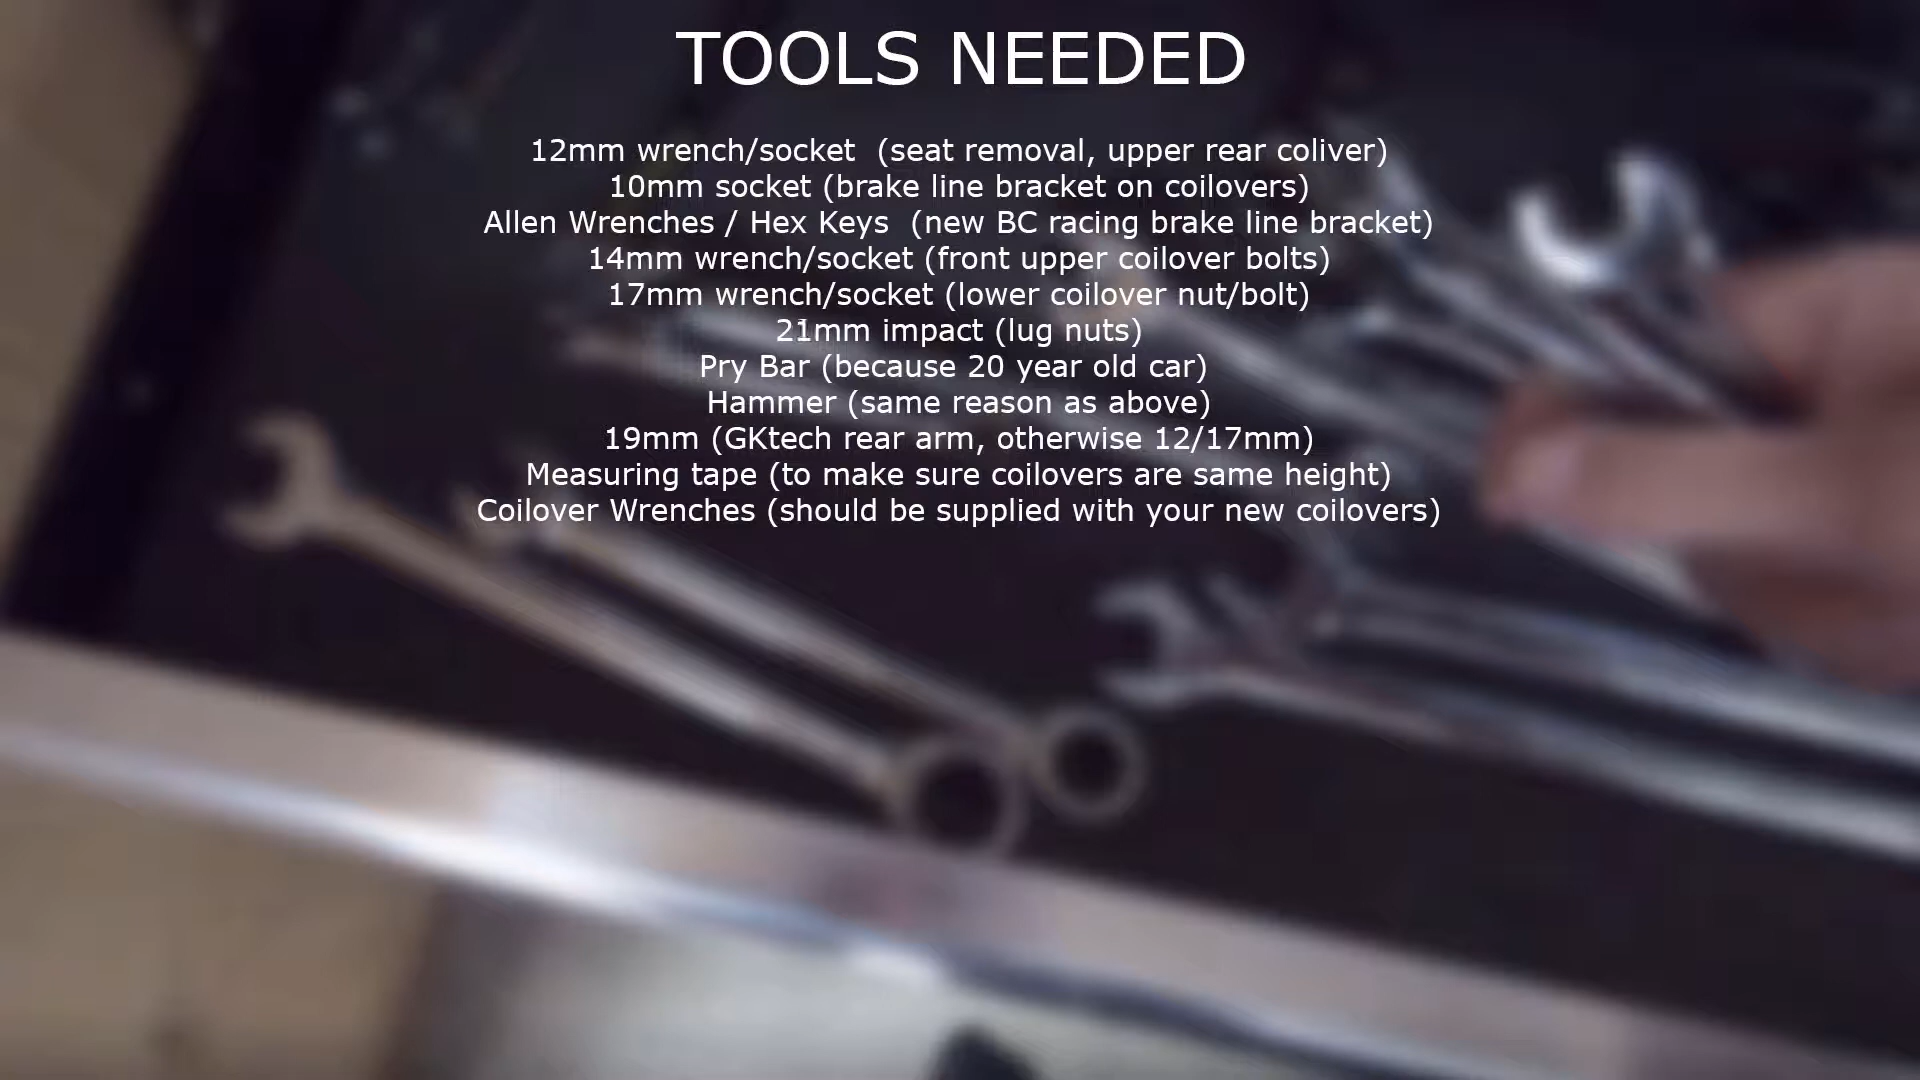 TOOLS NEEDED
12mm wrench/socket  (seat removal, upper rear coliver)
10mm socket (brake line bracket on coilovers)
Allen Wrenches / Hex Keys  (new BC racing brake line bracket)
14mm wrench/socket (front upper coilover bolts)
17mm wrench/socket (lower coilover nut/bolt)
21mm impact (lug nuts)
Pry Bar (because 20 year old car)
Hammer (same reason as above)
19mm (GKtech rear arm, otherwise 12/17mm)
Measuring tape (to make sure coilovers are same height)
Coilover Wrenches (should be supplied with your new coilovers)